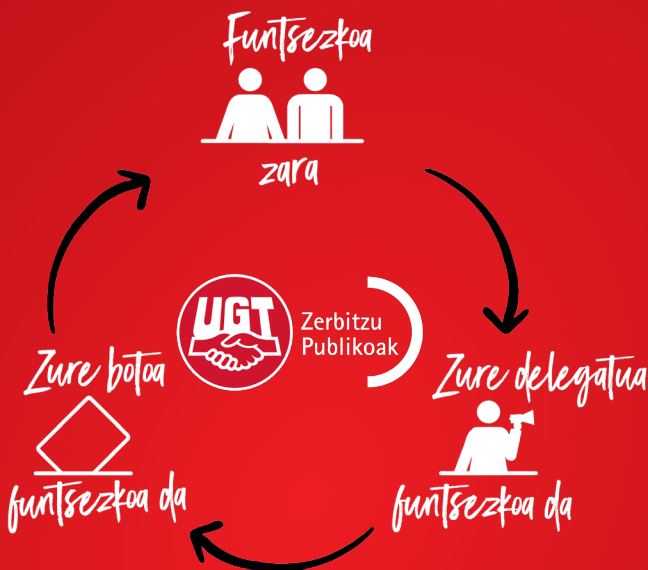 Funtsezkoa
zara
UGT
Zerbitzu
Publikoak
Zure delegatua
funtsezkoa da
Zure botoa
funtsezkoa da